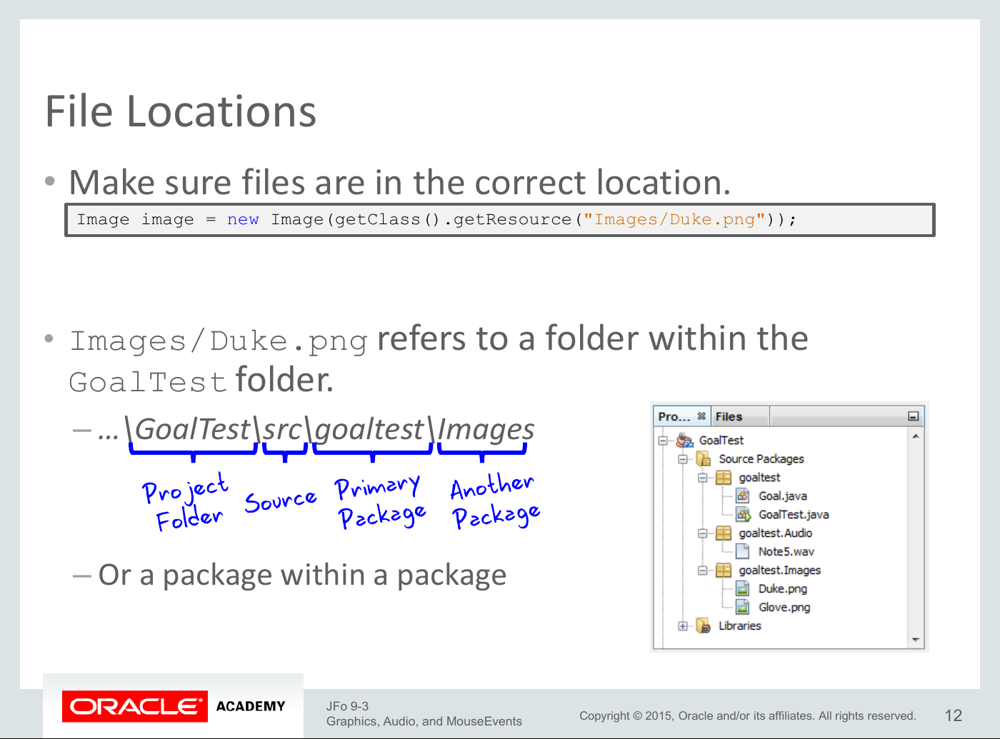 File Locations
• Make sure files are in the correct location.
Image image = new Image(getClass().getResource("Images/Duke.png"));
• Images/Duke.png refers to a folder within the
GoalTest folder.
– …\GoalTest\src\goaltest\Images
Project Folder
Source
Primary Package
Another Package
– Or a package within a package
Pro... Files
GoalTest
Source Packages
goaltest
Goal.java
GoalTest.java
goaltest.Audio
Note5.wav
goaltest.Images
Duke.png
Glove.png
Libraries
ORACLE ACADEMY
JFo 9-3
Graphics, Audio, and MouseEvents
Copyright © 2015, Oracle and/or its affiliates. All rights reserved.
12